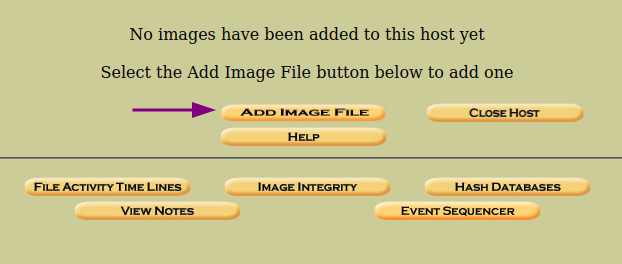 No images have been added to this host yet
Select the Add Image File button below to add one
ADD IMAGE FILE
CLOSE HOST
HELP
FILE ACTIVITY TIME LINES
IMAGE INTEGRITY
HASH DATABASES
VIEW NOTES
EVENT SEQUENCER